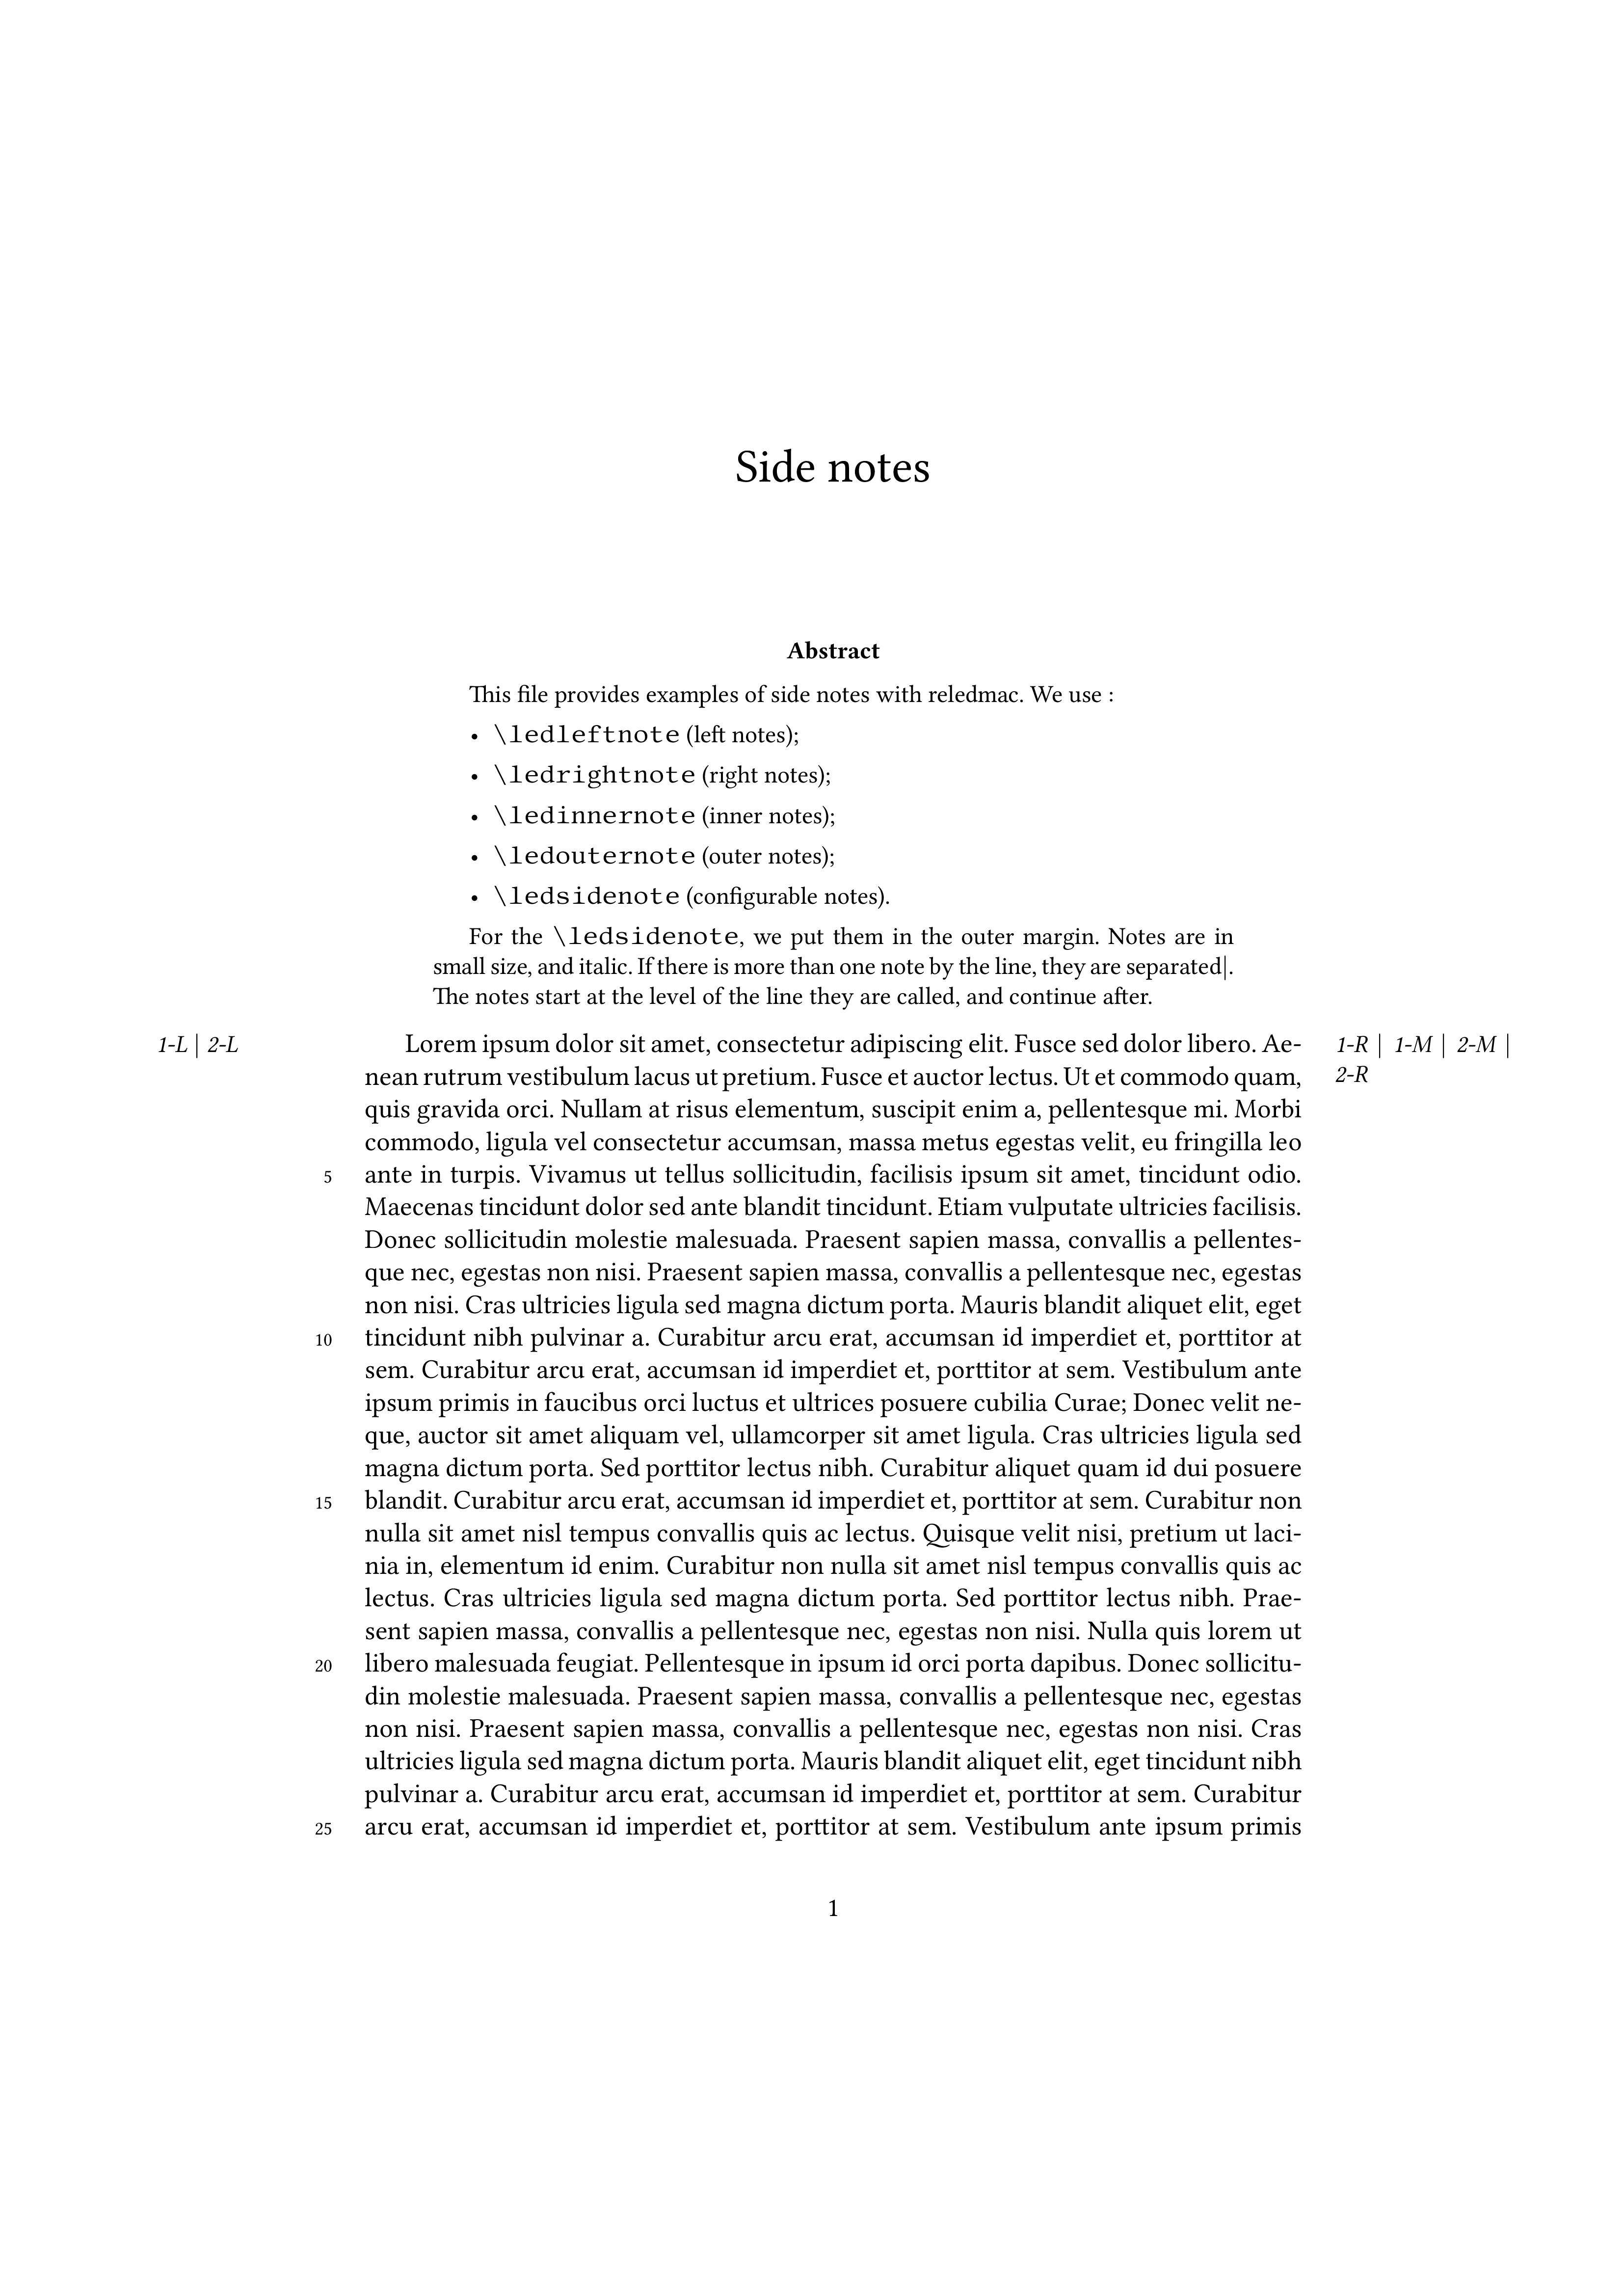 Side notes
Abstract
This file provides examples of side notes with reledmac. We use :
• \ledleftnote (left notes);
• \ledrightnote (right notes);
• \ledinnernote (inner notes);
• \ledouternote (outer notes);
• \ledsidenote (configurable notes).
For the \ledsidenote, we put them in the outer margin. Notes are in
small size, and italic. If there is more than one note by the line, they are separated|.
The notes start at the level of the line they are called, and continue after.
1-L | 2-L
Lorem ipsum dolor sit amet, consectetur adipiscing elit. Fusce sed dolor libero. Ae-
1-R | 1-M | 2-M |
2-R
nean rutrum vestibulum lacus ut pretium. Fusce et auctor lectus. Ut et commodo quam,
quis gravida orci. Nullam at risus elementum, suscipit enim a, pellentesque mi. Morbi
commodo, ligula vel consectetur accumsan, massa metus egestas velit, eu fringilla leo
5 ante in turpis. Vivamus ut tellus sollicitudin, facilisis ipsum sit amet, tincidunt odio.
Maecenas tincidunt dolor sed ante blandit tincidunt. Etiam vulputate ultricies facilisis.
Donec sollicitudin molestie malesuada. Praesent sapien massa, convallis a pellentes-
que nec, egestas non nisi. Praesent sapien massa, convallis a pellentesque nec, egestas
non nisi. Cras ultricies ligula sed magna dictum porta. Mauris blandit aliquet elit, eget
10 tincidunt nibh pulvinar a. Curabitur arcu erat, accumsan id imperdiet et, porttitor at
sem. Curabitur arcu erat, accumsan id imperdiet et, porttitor at sem. Vestibulum ante
ipsum primis in faucibus orci luctus et ultrices posuere cubilia Curae; Donec velit ne-
que, auctor sit amet aliquam vel, ullamcorper sit amet ligula. Cras ultricies ligula sed
magna dictum porta. Sed porttitor lectus nibh. Curabitur aliquet quam id dui posuere
15 blandit. Curabitur arcu erat, accumsan id imperdiet et, porttitor at sem. Curabitur non
nulla sit amet nisl tempus convallis quis ac lectus. Quisque velit nisi, pretium ut laci-
nia in, elementum id enim. Curabitur non nulla sit amet nisl tempus convallis quis ac
lectus. Cras ultricies ligula sed magna dictum porta. Sed porttitor lectus nibh. Prae-
sent sapien massa, convallis a pellentesque nec, egestas non nisi. Nulla quis lorem ut
20 libero malesuada feugiat. Pellentesque in ipsum id orci porta dapibus. Donec sollicitu-
din molestie malesuada. Praesent sapien massa, convallis a pellentesque nec, egestas
non nisi. Praesent sapien massa, convallis a pellentesque nec, egestas non nisi. Cras
ultricies ligula sed magna dictum porta. Mauris blandit aliquet elit, eget tincidunt nibh
pulvinar a. Curabitur arcu erat, accumsan id imperdiet et, porttitor at sem. Curabitur
25 arcu erat, accumsan id imperdiet et, porttitor at sem. Vestibulum ante ipsum primis
1